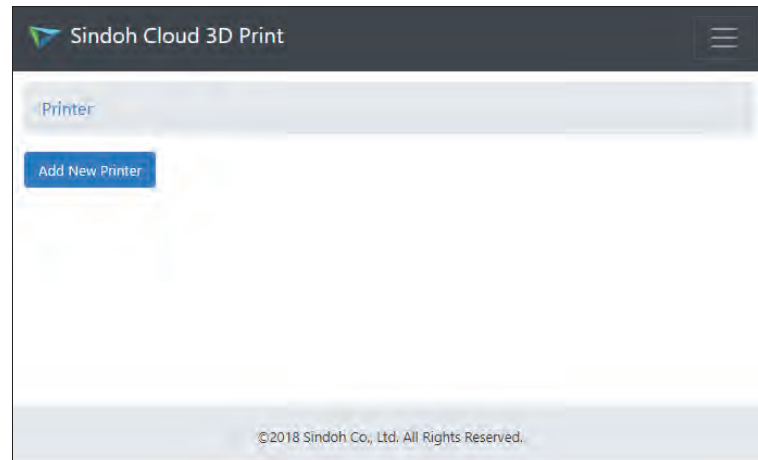 Sindoh Cloud 3D Print
Printer
Add New Printer
©2018 Sindoh Co., Ltd. All Rights Reserved.